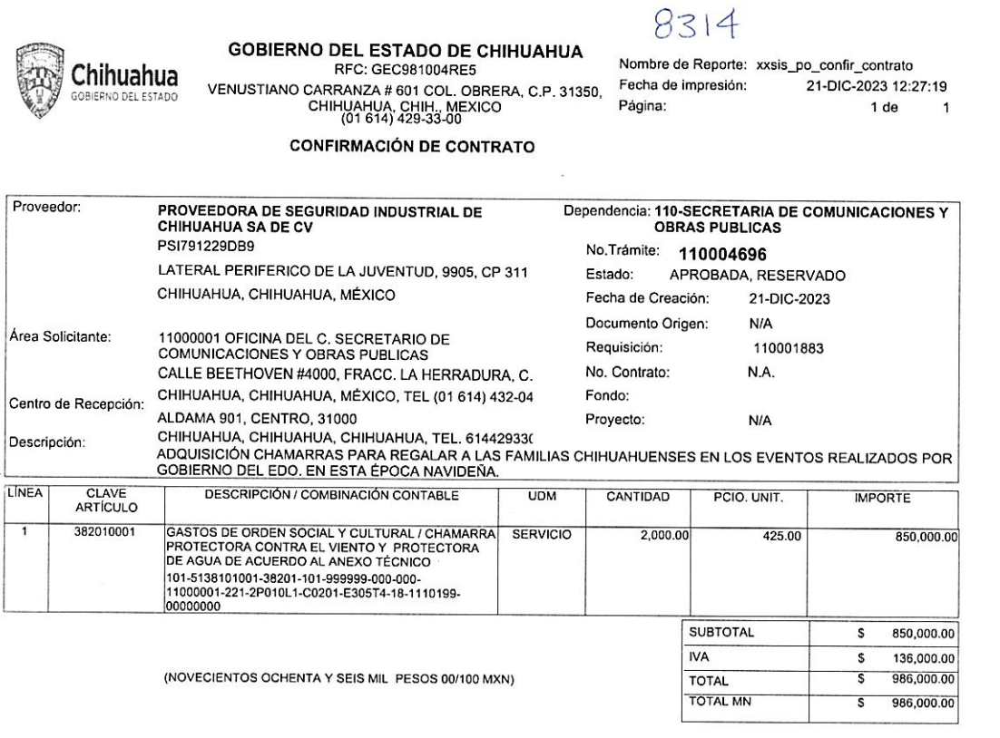 8314
Chihuahua
GOBIERNO DEL ESTADO
GOBIERNO DEL ESTADO DE CHIHUAHUA
RFC: GEC981004RE5
VENUSTIANO CARRANZA # 601 COL. OBRERA, C.P. 31350,
CHIHUAHUA, CHIH., MEXICO
(01 614) 429-33-00
CONFIRMACIÓN DE CONTRATO
Nombre de Reporte: xxsis_po_confir_contrato
Fecha de impresión: 21-DIC-2023 12:27:19
Página: 1 de 1
Proveedor: PROVEEDORA DE SEGURIDAD INDUSTRIAL DE
CHIHUAHUA SA DE CV
PSI791229DB9
LATERAL PERIFERICO DE LA JUVENTUD, 9905, CP 311
CHIHUAHUA, CHIHUAHUA, MÉXICO
Área Solicitante: 11000001 OFICINA DEL C. SECRETARIO DE
COMUNICACIONES Y OBRAS PUBLICAS
CALLE BEETHOVEN #4000, FRACC. LA HERRADURA, C.
CHIHUAHUA, CHIHUAHUA, MÉXICO, TEL (01 614) 432-04
Centro de Recepción:
ALDAMA 901, CENTRO, 31000
CHIHUAHUA, CHIHUAHUA, CHIHUAHUA, TEL. 61442933(
Dependencia: 110-SECRETARIA DE COMUNICACIONES Y
OBRAS PUBLICAS
No.Trámite: 110004696
Estado: APROBADA, RESERVADO
Fecha de Creación: 21-DIC-2023
Documento Origen: N/A
Requisición: 110001883
No. Contrato: N.A.
Fondo:
Proyecto: N/A
Descripción:
ADQUISICIÓN CHAMARRAS PARA REGALAR A LAS FAMILIAS CHIHUAHUENSES EN LOS EVENTOS REALIZADOS POR
GOBIERNO DEL EDO. EN ESTA ÉPOCA NAVIDEÑA.
LÍNEA CLAVE ARTÍCULO DESCRIPCIÓN / COMBINACIÓN CONTABLE UDM CANTIDAD PCIO. UNIT. IMPORTE
1 382010001 GASTOS DE ORDEN SOCIAL Y CULTURAL / CHAMARRA SERVICIO 2,000.00 425.00 850,000.00
PROTECTORA CONTRA EL VIENTO Y PROTECTORA
DE AGUA DE ACUERDO AL ANEXO TÉCNICO
101-5138101001-38201-101-999999-000-000-
11000001-221-2P010L1-C0201-E305T4-18-1110199-
00000000
SUBTOTAL $ 850,000.00
IVA $ 136,000.00
(NOVECIENTOS OCHENTA Y SEIS MIL PESOS 00/100 MXN)
TOTAL $ 986,000.00
TOTAL MN $ 986,000.00